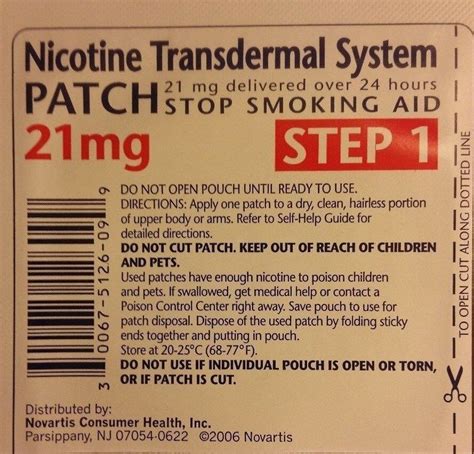 Nicotine Transdermal System
PATCH 21 mg delivered over 24 hours
STOP SMOKING AID
21mg STEP 1
DO NOT OPEN POUCH UNTIL READY TO USE.
DIRECTIONS: Apply one patch to a dry, clean, hairless portion
of upper body or arms. Refer to Self-Help Guide for
detailed directions.
DO NOT CUT PATCH. KEEP OUT OF REACH OF CHILDREN
AND PETS.
Used patches have enough nicotine to poison children
and pets. If swallowed, get medical help or contact a
Poison Control Center right away. Save pouch to use for
patch disposal. Dispose of the used patch by folding sticky
ends together and putting in pouch.
Store at 20-25°C (68-77°F).
DO NOT USE IF INDIVIDUAL POUCH IS OPEN OR TORN,
OR IF PATCH IS CUT.
3 0067-5126-09 9
Distributed by:
Novartis Consumer Health, Inc.
Parsippany, NJ 07054-0622 ©2006 Novartis
TO OPEN CUT ALONG DOTTED LINE